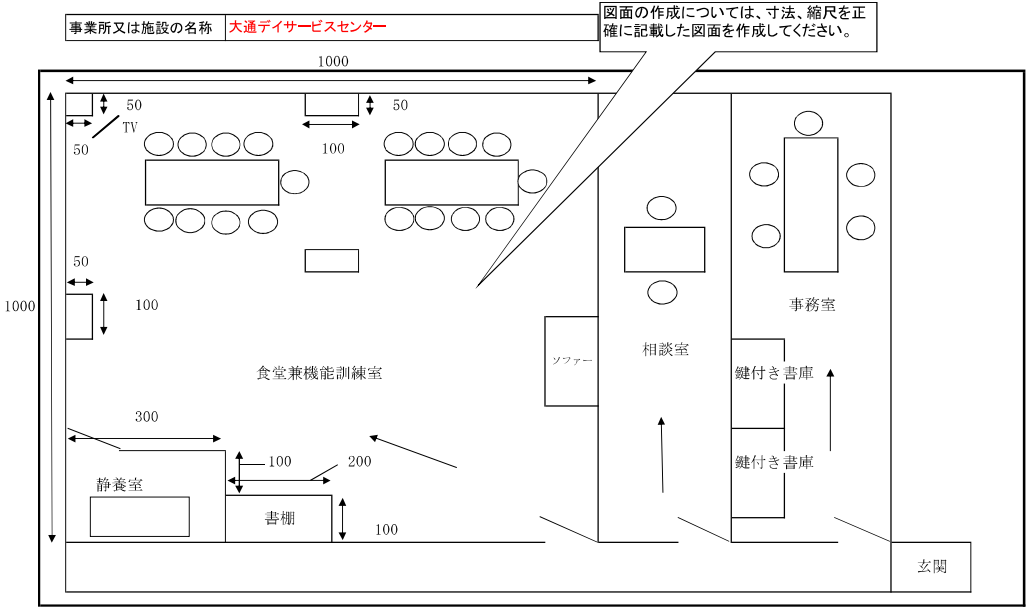 事業所又は施設の名称 大通デイサービスセンター
図面の作成については、寸法、縮尺を正
確に記載した図面を作成してください。
1000
50
50
TV
50
100
50
1000
100
事務室
相談室
ソファー
食堂兼機能訓練室
鍵付き書庫
300
100
200
鍵付き書庫
静養室
書棚
100
玄関